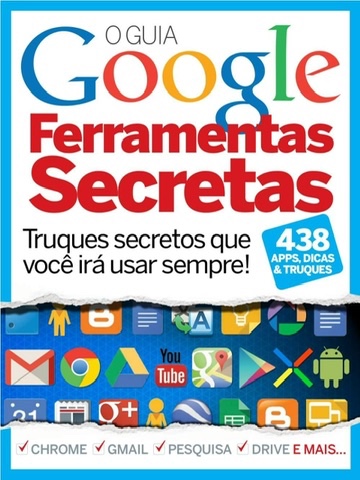 O GUIA
Google
Ferramentas
Secretas
Truques secretos que
você irá usar sempre!
438
APPS, DICAS
& TRUQUES
You
Tube
31
CHROME GMAIL PESQUISA DRIVE E MAIS...